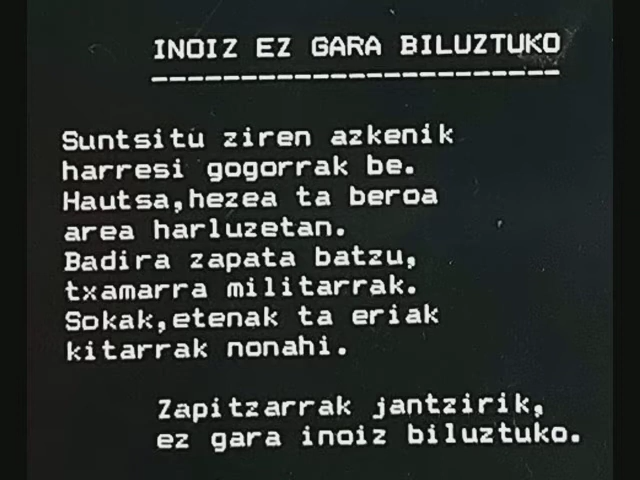 INOIZ EZ GARA BILUZTUKO
Suntsitu ziren azkenik
harresi gogorrak be.
Hautsa,hezea ta beroa
area harluzetan.
Badira zapata batzu,
txamarra militarrak.
Sokak,etenak ta eriak
kitarrak nonahi.
Zapitzarrak jantzirik,
ez gara inoiz biluztuko.